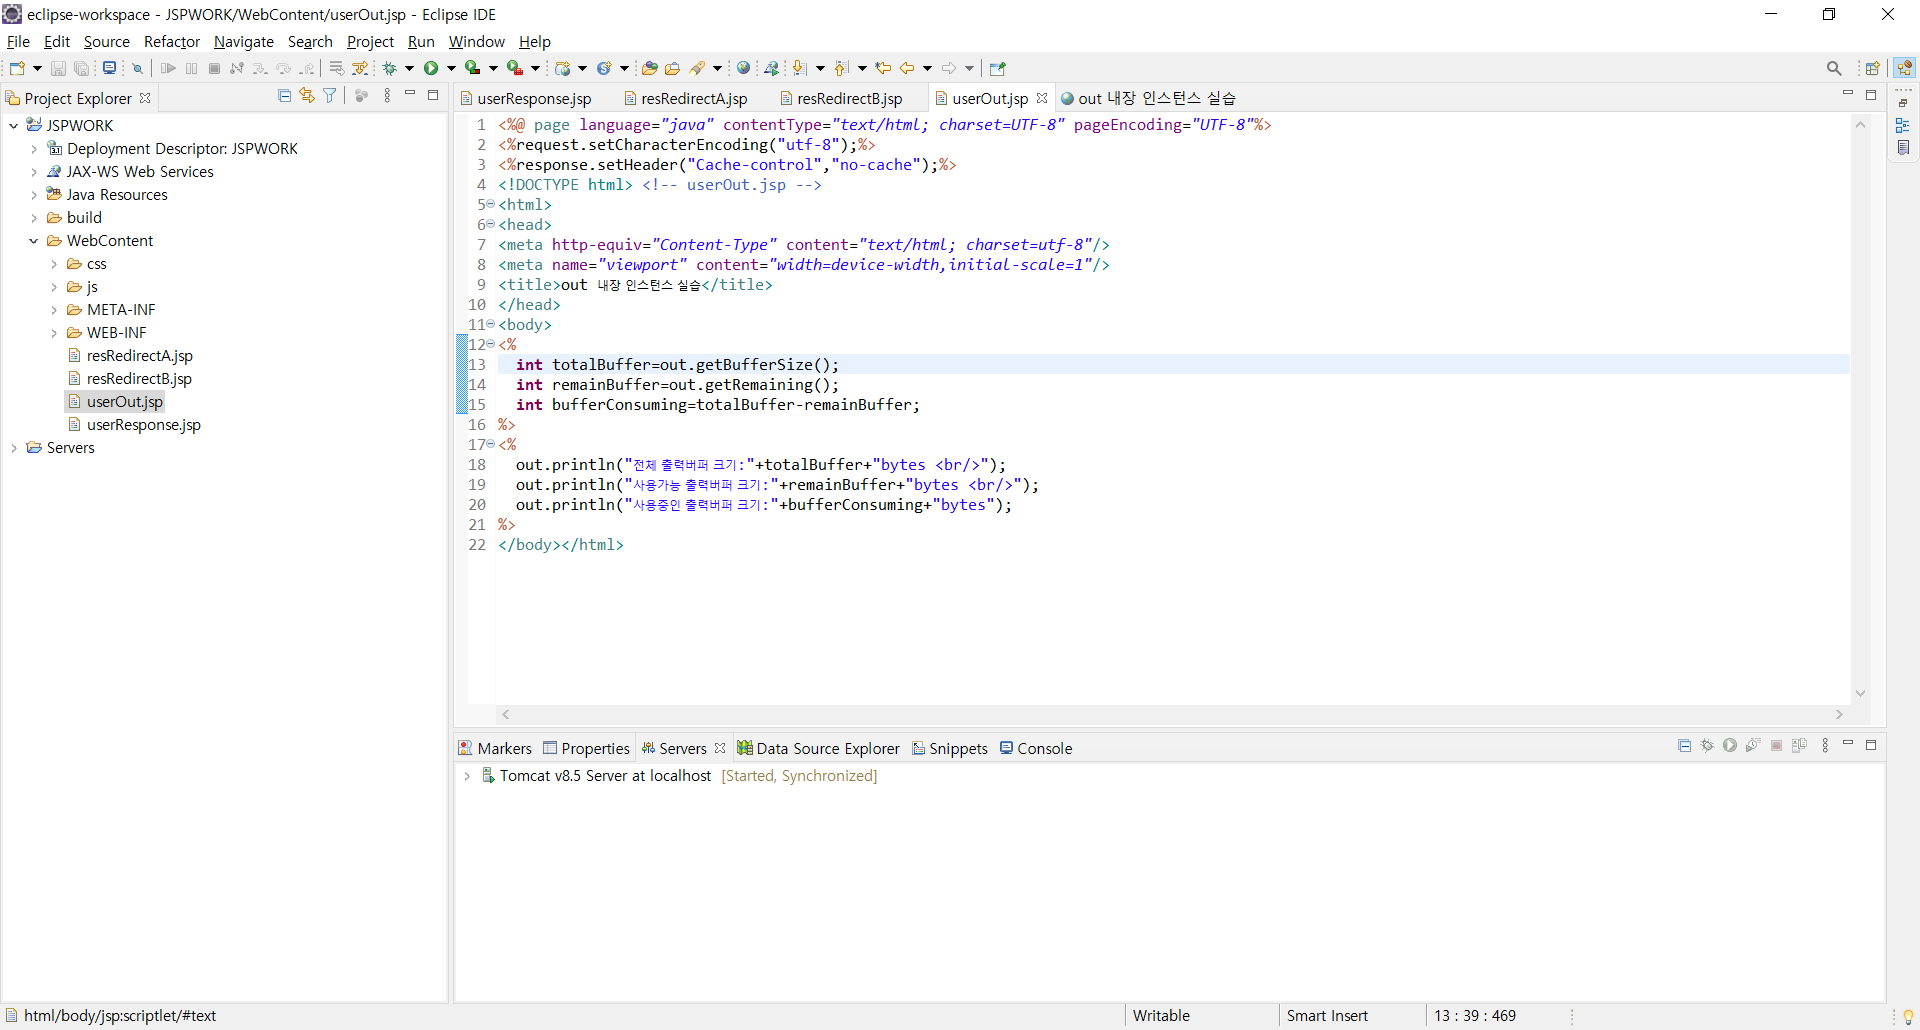 eclipse-workspace - JSPWORK/WebContent/userOut.jsp - Eclipse IDE
File Edit Source Refactor Navigate Search Project Run Window Help
Project Explorer
JSPWORK
Deployment Descriptor: JSPWORK
JAX-WS Web Services
Java Resources
build
WebContent
css
js
META-INF
WEB-INF
resRedirectA.jsp
resRedirectB.jsp
userOut.jsp
userResponse.jsp
Servers
userResponse.jsp resRedirectA.jsp resRedirectB.jsp userOut.jsp out 내장 인스턴스 실습
1 <%@ page language="java" contentType="text/html; charset=UTF-8" pageEncoding="UTF-8"%>
2 <%request.setCharacterEncoding("utf-8");%>
3 <%response.setHeader("Cache-control","no-cache");%>
4 <!DOCTYPE html> <!-- userOut.jsp -->
5 <html>
6 <head>
7 <meta http-equiv="Content-Type" content="text/html; charset=utf-8"/>
8 <meta name="viewport" content="width=device-width,initial-scale=1"/>
9 <title>out 내장 인스턴스 실습</title>
10 </head>
11 <body>
12 <%
13 int totalBuffer=out.getBufferSize();
14 int remainBuffer=out.getRemaining();
15 int bufferConsuming=totalBuffer-remainBuffer;
16 %>
17 <%
18 out.println("전체 출력버퍼 크기:"+totalBuffer+"bytes <br/>");
19 out.println("사용가능 출력버퍼 크기:"+remainBuffer+"bytes <br/>");
20 out.println("사용중인 출력버퍼 크기:"+bufferConsuming+"bytes");
21 %>
22 </body></html>
Markers Properties Servers Data Source Explorer Snippets Console
Tomcat v8.5 Server at localhost [Started, Synchronized]
html/body/jsp:scriptlet/#text Writable Smart Insert 13 : 39 : 469